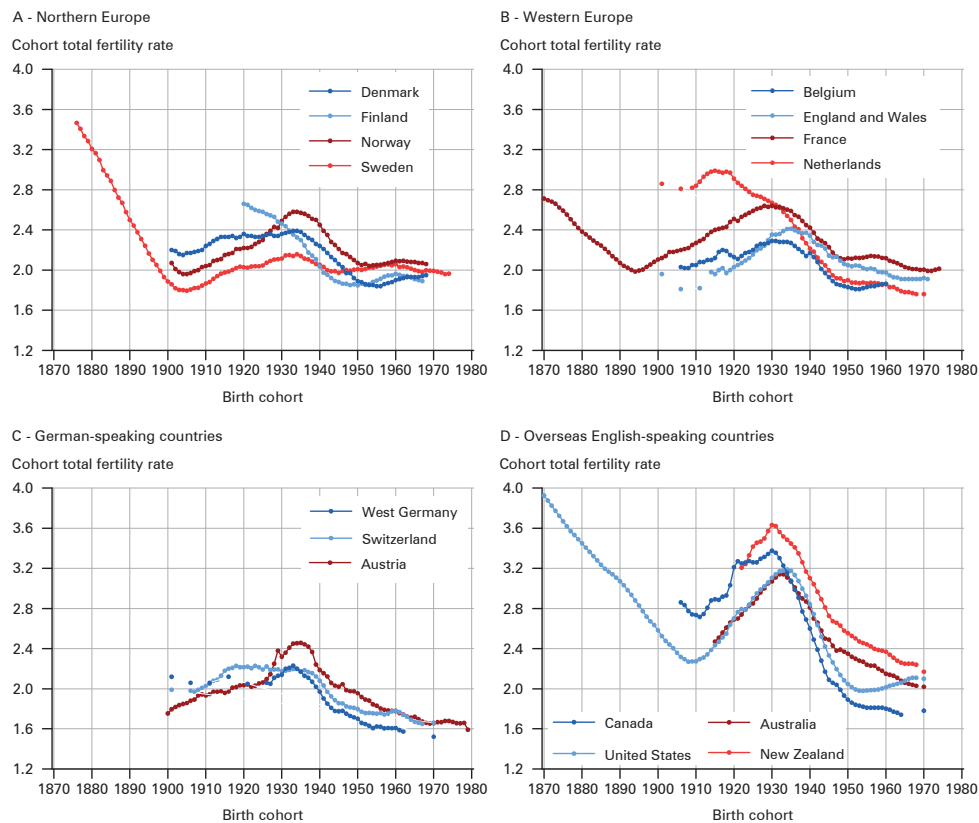 A - Northern Europe
Cohort total fertility rate
4.0
3.6
3.2
2.8
2.4
2.0
1.6
1.2
Denmark
Finland
Norway
Sweden
1870 1880 1890 1900 1910 1920 1930 1940 1950 1960 1970 1980
Birth cohort
B - Western Europe
Cohort total fertility rate
4.0
3.6
3.2
2.8
2.4
2.0
1.6
1.2
Belgium
England and Wales
France
Netherlands
1870 1880 1890 1900 1910 1920 1930 1940 1950 1960 1970 1980
Birth cohort
C - German-speaking countries
Cohort total fertility rate
4.0
3.6
3.2
2.8
2.4
2.0
1.6
1.2
West Germany
Switzerland
Austria
1870 1880 1890 1900 1910 1920 1930 1940 1950 1960 1970 1980
Birth cohort
D - Overseas English-speaking countries
Cohort total fertility rate
4.0
3.6
3.2
2.8
2.4
2.0
1.6
1.2
Canada
United States
Australia
New Zealand
1870 1880 1890 1900 1910 1920 1930 1940 1950 1960 1970 1980
Birth cohort